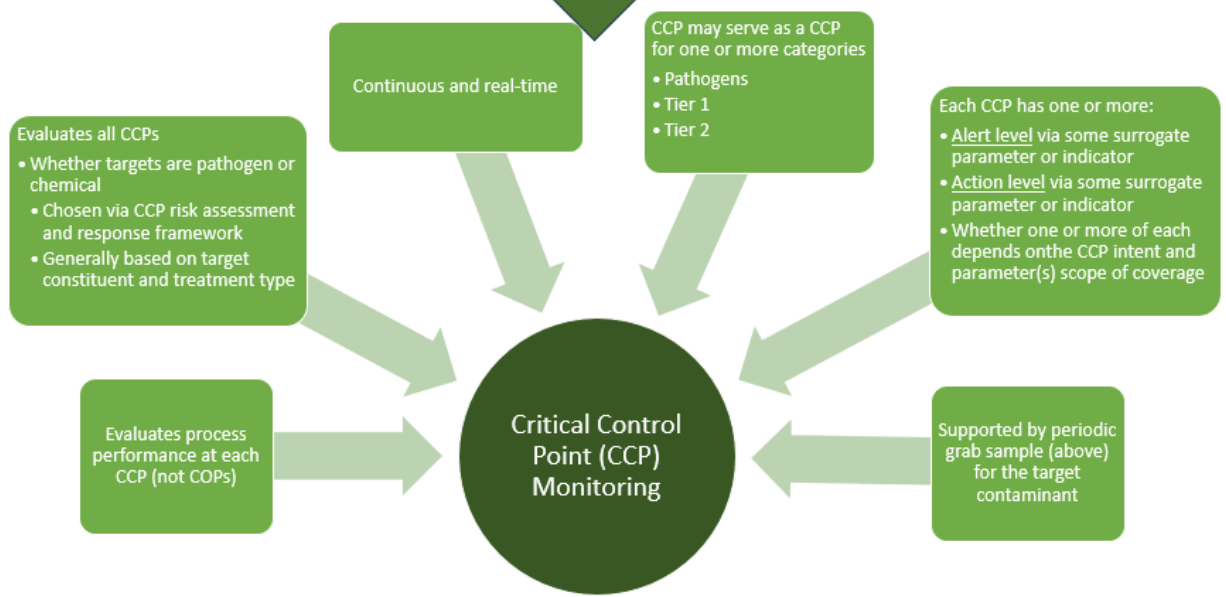 Evaluates process
performance at each
CCP (not COPs)
Evaluates all CCPs
• Whether targets are pathogen or
chemical
• Chosen via CCP risk assessment
and response framework
• Generally based on target
constituent and treatment type
Continuous and real-time
CCP may serve as a CCP
for one or more categories
• Pathogens
• Tier 1
• Tier 2
Each CCP has one or more:
• Alert level via some surrogate
parameter or indicator
• Action level via some surrogate
parameter or indicator
• Whether one or more of each
depends onthe CCP intent and
parameter(s) scope of coverage
Supported by periodic
grab sample (above)
for the target
contaminant
Critical Control
Point (CCP)
Monitoring